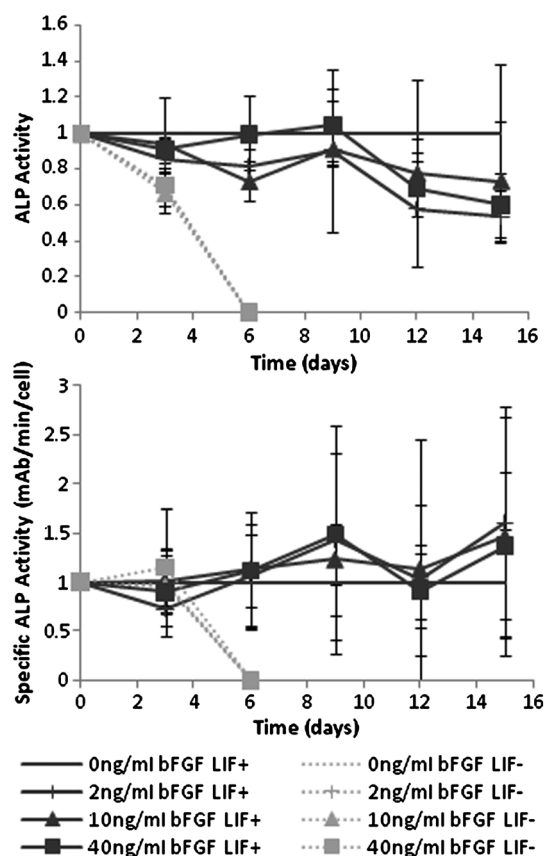 1.6
1.4
1.2
1
0.8
0.6
0.4
0.2
0
ALP Activity
0 2 4 6 8 10 12 14 16
Time (days)
3
2.5
2
1.5
1
0.5
0
Specific ALP Activity (mAb/min/cell)
0 2 4 6 8 10 12 14 16
Time (days)
0ng/ml bFGF LIF+ 0ng/ml bFGF LIF-
2ng/ml bFGF LIF+ 2ng/ml bFGF LIF-
10ng/ml bFGF LIF+ 10ng/ml bFGF LIF-
40ng/ml bFGF LIF+ 40ng/ml bFGF LIF-